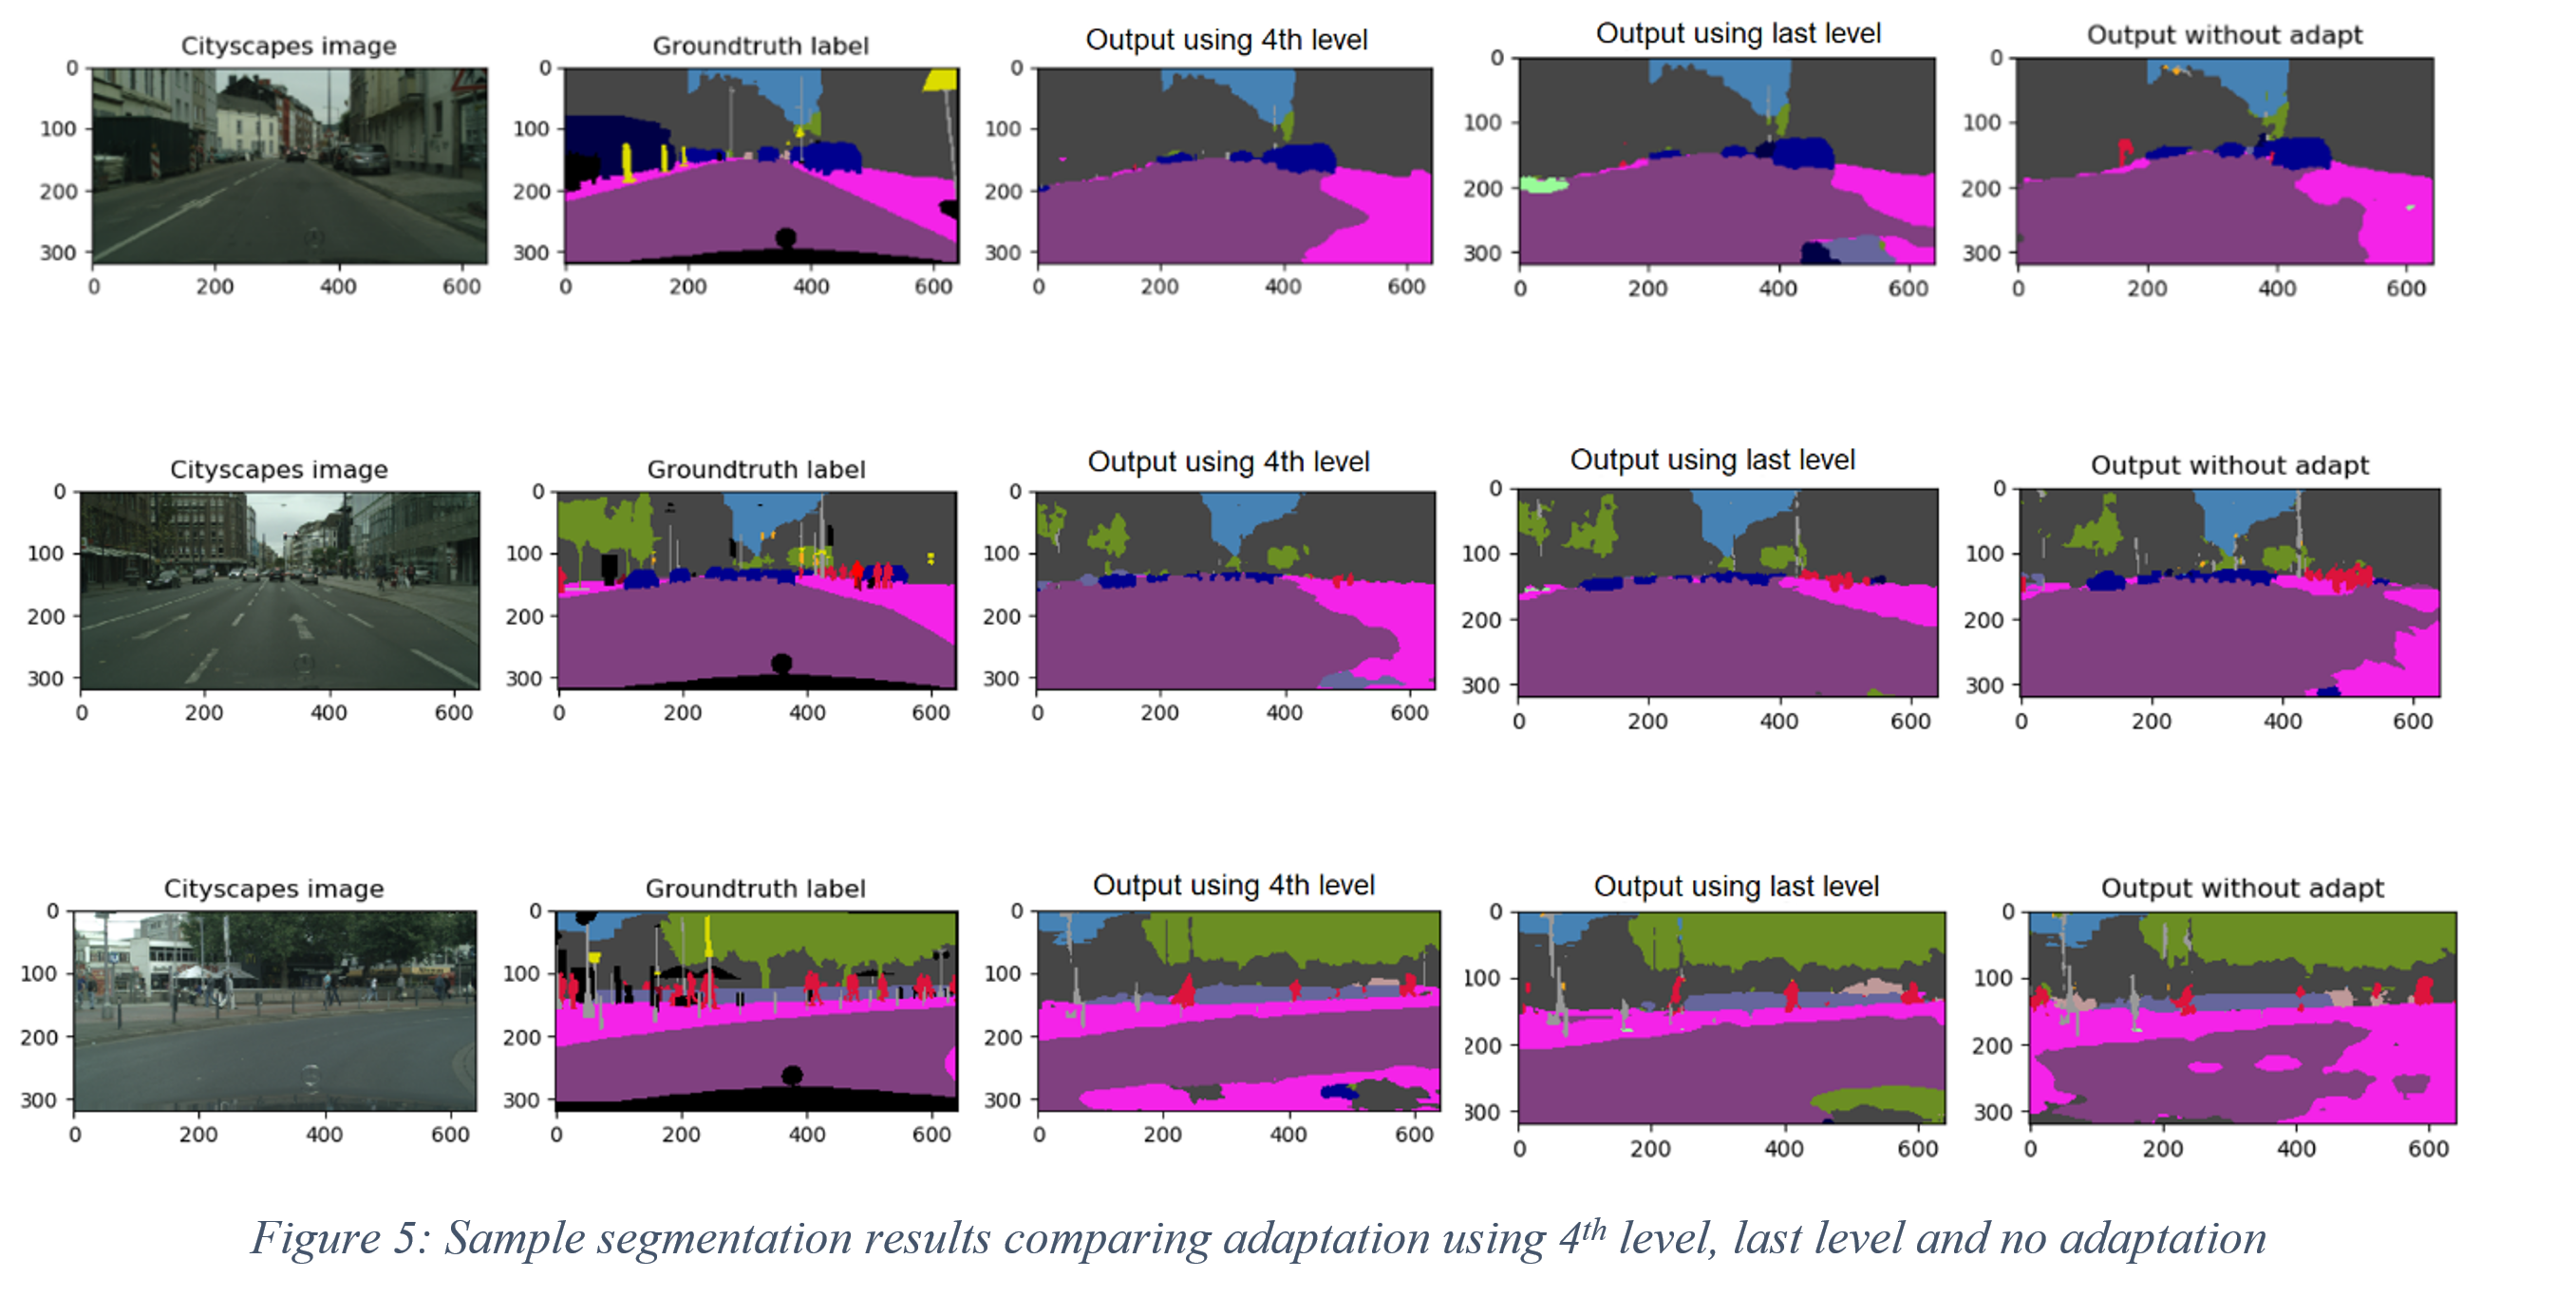 Cityscapes image Groundtruth label Output using 4th level Output using last level Output without adapt
0 0 0 0 0
100 100 100 100 100
200 200 200 200 200
300 300 300 300 300
0 200 400 600 0 200 400 600 0 200 400 600 0 200 400 600 0 200 400 600
Cityscapes image Groundtruth label Output using 4th level Output using last level Output without adapt
0 0 0 0 0
100 100 100 100 100
200 200 200 200 200
300 300 300 300 300
0 200 400 600 0 200 400 600 0 200 400 600 0 200 400 600 0 200 400 600
Cityscapes image Groundtruth label Output using 4th level Output using last level Output without adapt
0 0 0 0 0
100 100 100 100 100
200 200 200 200 200
300 300 300 300 300
0 200 400 600 0 200 400 600 0 200 400 600 0 200 400 600 0 200 400 600
Figure 5: Sample segmentation results comparing adaptation using 4th level, last level and no adaptation